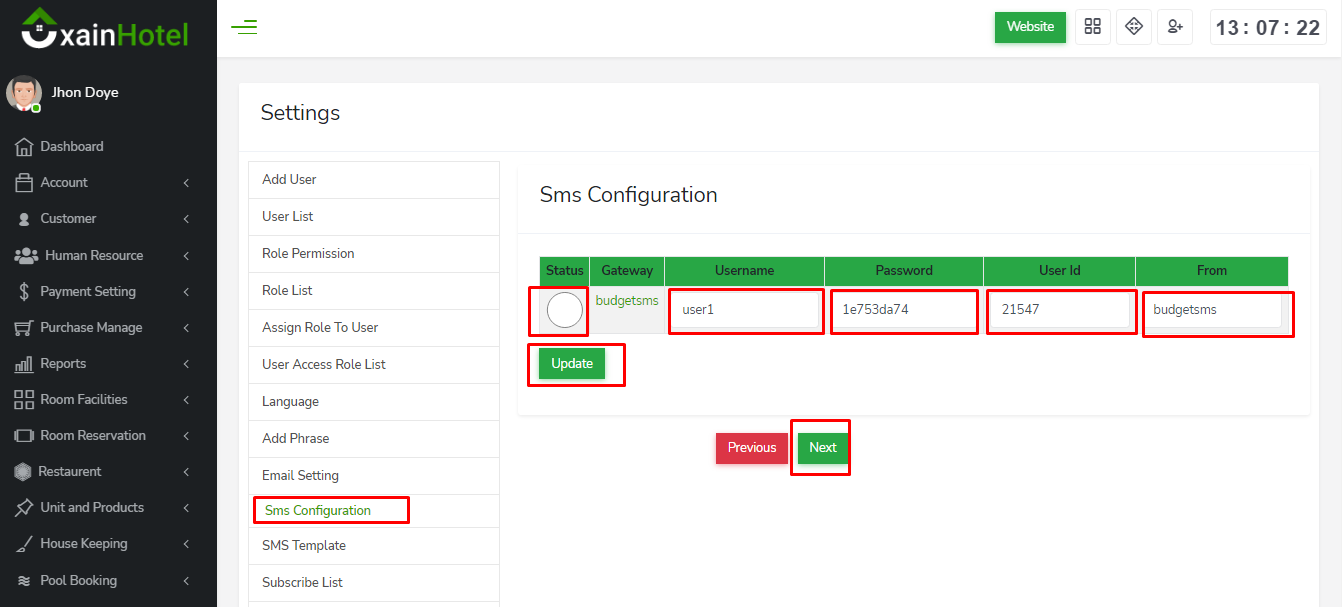 xainHotel
Website
13 : 07 : 22
Jhon Doye
Dashboard
Account
Customer
Human Resource
Payment Setting
Purchase Manage
Reports
Room Facilities
Room Reservation
Restaurent
Unit and Products
House Keeping
Pool Booking
Settings
Add User
User List
Role Permission
Role List
Assign Role To User
User Access Role List
Language
Add Phrase
Email Setting
Sms Configuration
SMS Template
Subscribe List
Sms Configuration
Status Gateway Username Password User Id From
budgetsms user1 1e753da74 21547 budgetsms
Update
Previous Next